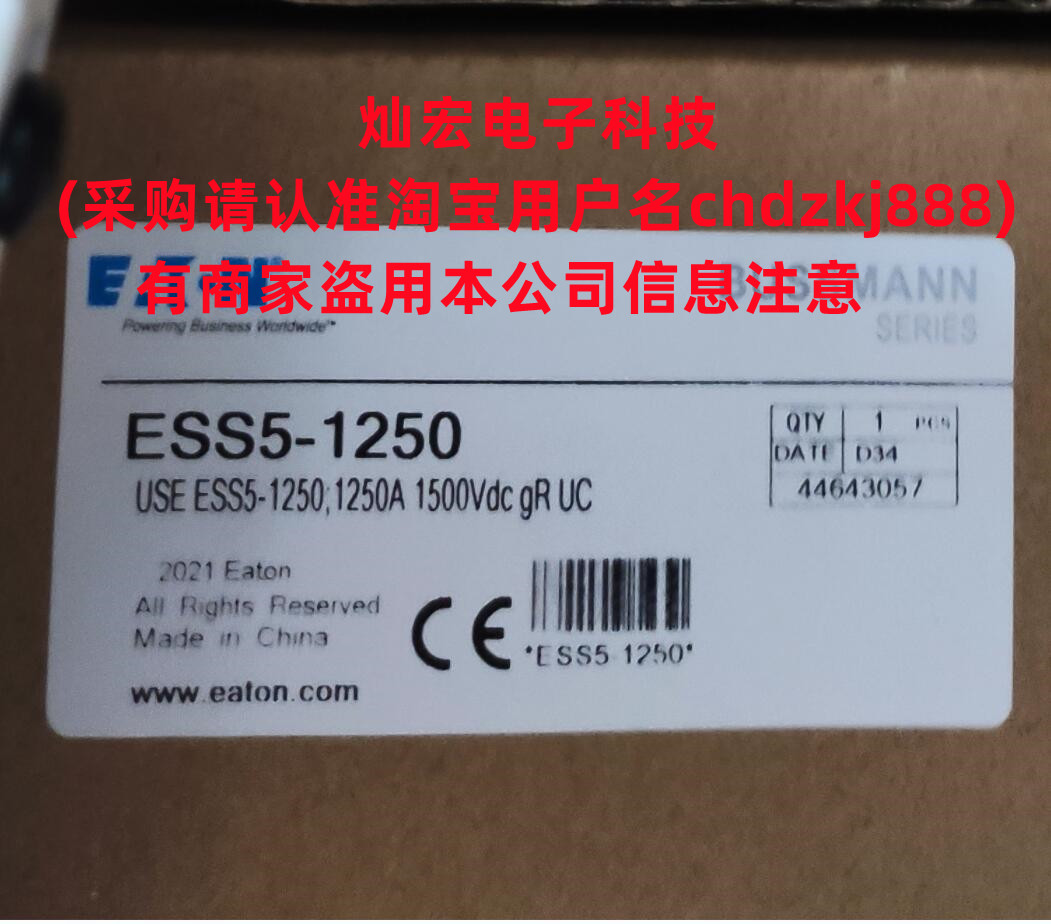 灿宏电子科技
(采购请认准淘宝用户名chdzkj888)
有商家盗用本公司信息注意
EATON BUSSMANN
Powering Business Worldwide™
SERIES
ESS5-1250
USE ESS5-1250;1250A 1500Vdc gR UC
QTY 1 PCS
DATE D34
44643057
2021 Eaton
All Rights Reserved
Made in China
CE
*ESS5 1250*
www.eaton.com